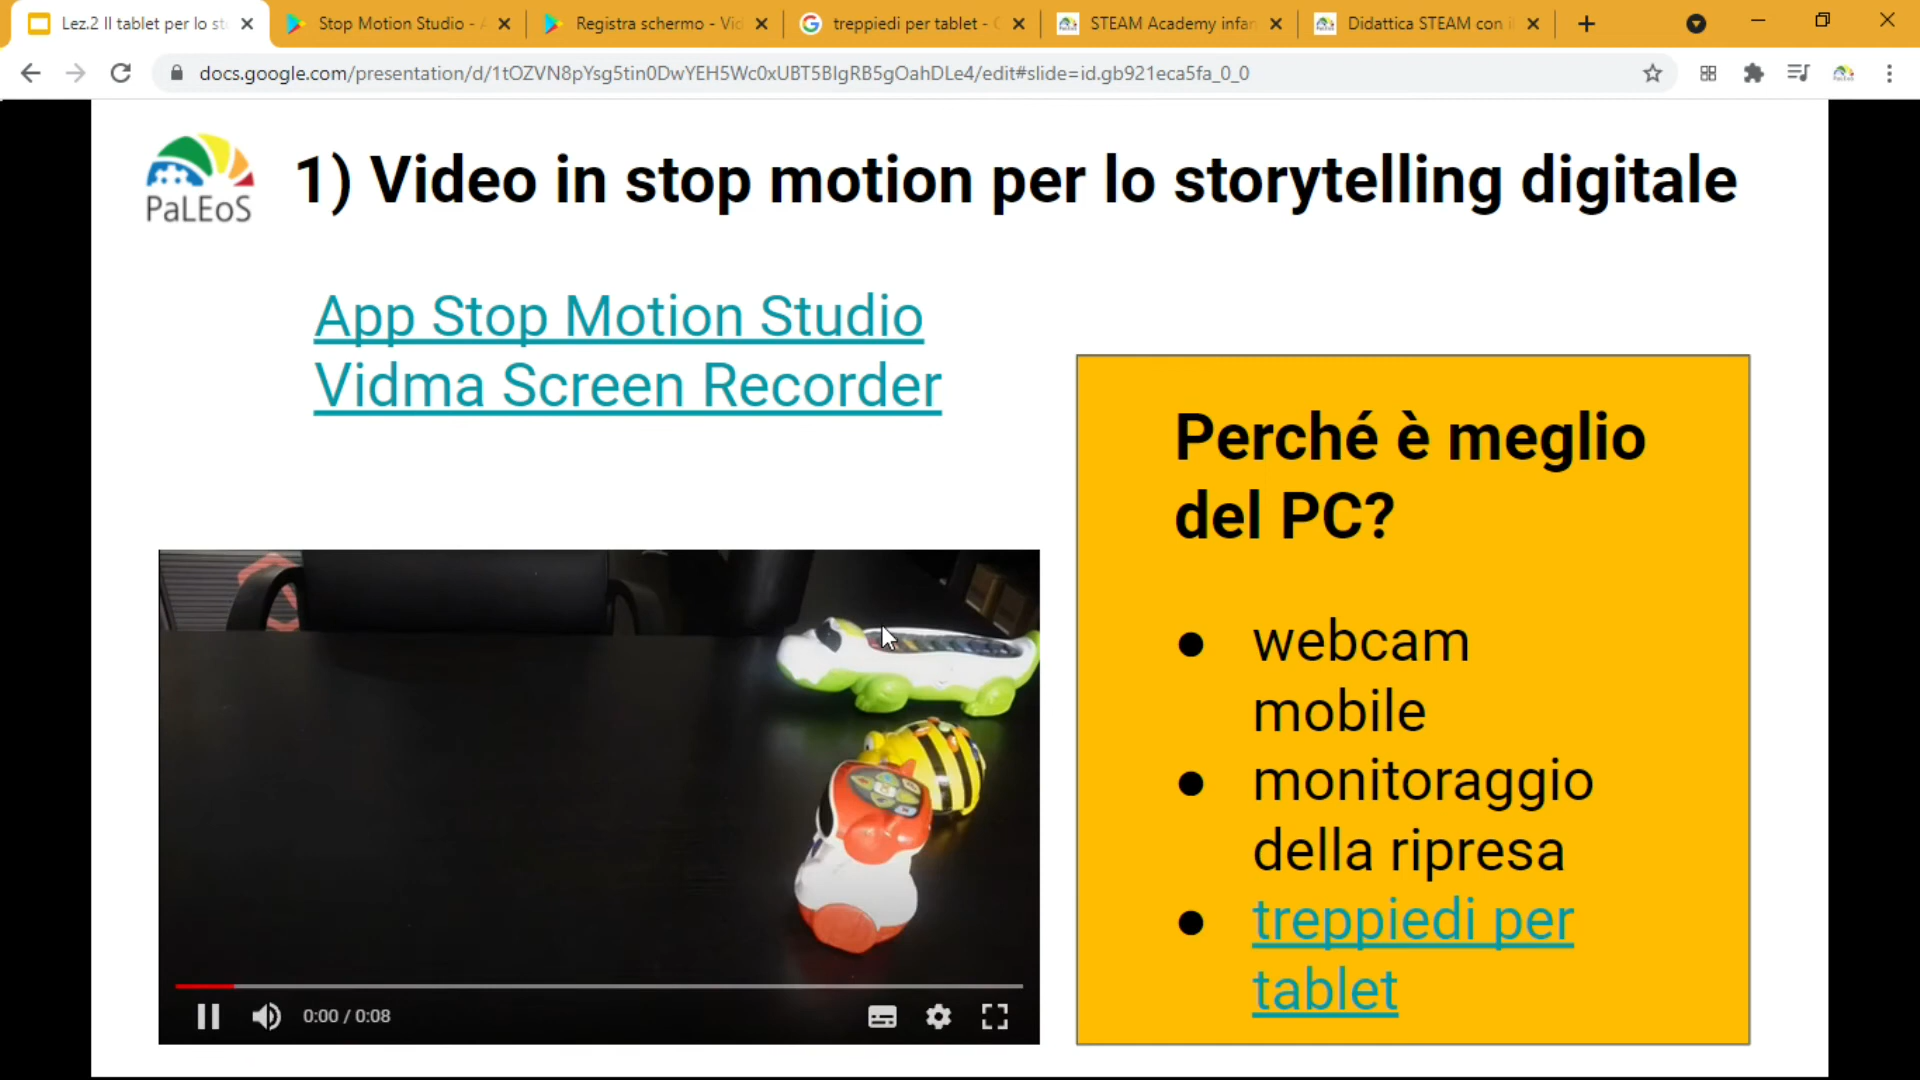 Lez.2 Il tablet per lo st
Stop Motion Studio - A
Registra schermo - Vid
treppiedi per tablet - C
STEAM Academy infan
Didattica STEAM con il
docs.google.com/presentation/d/1tOZVN8pYsg5tin0DwYEH5Wc0xUBT5BIgRB5gOahDLe4/edit#slide=id.gb921eca5fa_0_0
PaLEoS
1) Video in stop motion per lo storytelling digitale
App Stop Motion Studio
Vidma Screen Recorder
Perché è meglio
del PC?
● webcam
mobile
● monitoraggio
della ripresa
● treppiedi per
tablet
0:00 / 0:08